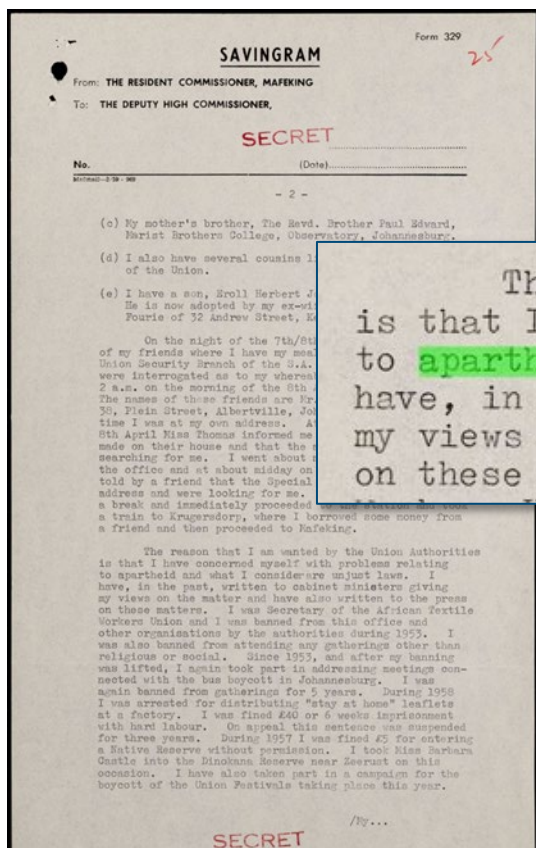 Form 329
25
SAVINGRAM
From: THE RESIDENT COMMISSIONER, MAFEKING
To: THE DEPUTY HIGH COMMISSIONER,
SECRET
No. (Date)
- 2 -
(c) My mother's brother, The Revd. Brother Paul Edward,
Marist Brothers College, Observatory, Johannesburg.
(d) I also have several cousins li
of the Union.
(e) I have a son, Eroll Herbert J
He is now adopted by my ex-wi
Fourie of 32 Andrew Street, K
On the night of the 7th/8th
of my friends where I have my meal
Union Security Branch of the S.A.
were interrogated as to my whereab
2 a.m. on the morning of the 8th
The names of these friends are Mr.
38, Plein Street, Albertville, Joh
time I was at my own address. A
8th April Miss Thomas informed me
made on their house and that the
searching for me. I went about m
the office and at about midday on
told by a friend that the Special
address and were looking for me.
a break and immediately proceeded to the station and took
a train to Krugersdorp, where I borrowed some money from
a friend and then proceeded to Mafeking.
The reason that I am wanted by the Union Authorities
is that I have concerned myself with problems relating
to apartheid and what I consider are unjust laws. I
have, in the past, written to cabinet ministers giving
my views on the matter and have also written to the press
on these matters. I was Secretary of the African Textile
Workers Union and I was banned from this office and
other organisations by the authorities during 1953. I
was also banned from attending any gatherings other than
religious or social. Since 1953, and after my banning
was lifted, I again took part in addressing meetings con-
nected with the bus boycott in Johannesburg. I was
again banned from gatherings for 5 years. During 1958
I was arrested for distributing "stay at home" leaflets
at a factory. I was fined £40 or 6 weeks imprisonment
with hard labour. On appeal this sentence was suspended
for three years. During 1957 I was fined £5 for entering
a Native Reserve without permission. I took Miss Barbara
Castle into the Dinokana Reserve near Zeerust on this
occasion. I have also taken part in a campaign for the
boycott of the Union Festivals taking place this year.
/My...
SECRET
Th
is that I
to aparth
have, in
my views
on these